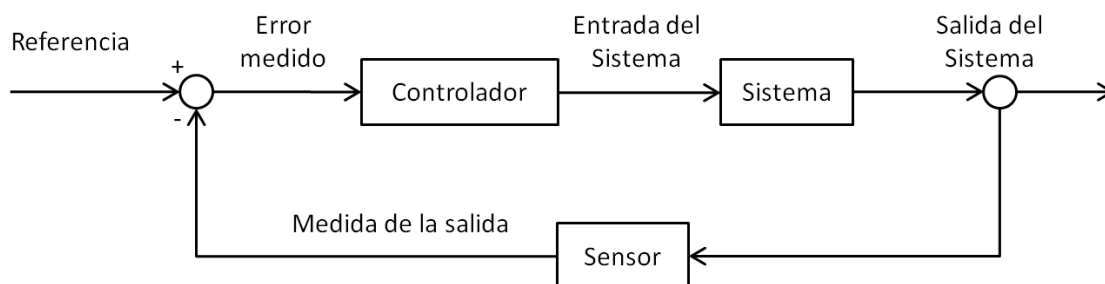 Referencia
+
-
Error
medido
Controlador
Entrada del
Sistema
Sistema
Salida del
Sistema
Medida de la salida
Sensor